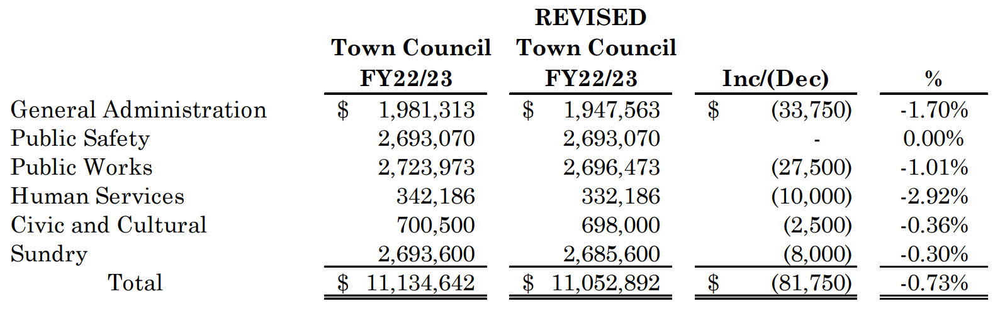 REVISED
Town Council Town Council
FY22/23 FY22/23 Inc/(Dec) %
General Administration $ 1,981,313 $ 1,947,563 $ (33,750) -1.70%
Public Safety 2,693,070 2,693,070 - 0.00%
Public Works 2,723,973 2,696,473 (27,500) -1.01%
Human Services 342,186 332,186 (10,000) -2.92%
Civic and Cultural 700,500 698,000 (2,500) -0.36%
Sundry 2,693,600 2,685,600 (8,000) -0.30%
Total $ 11,134,642 $ 11,052,892 $ (81,750) -0.73%